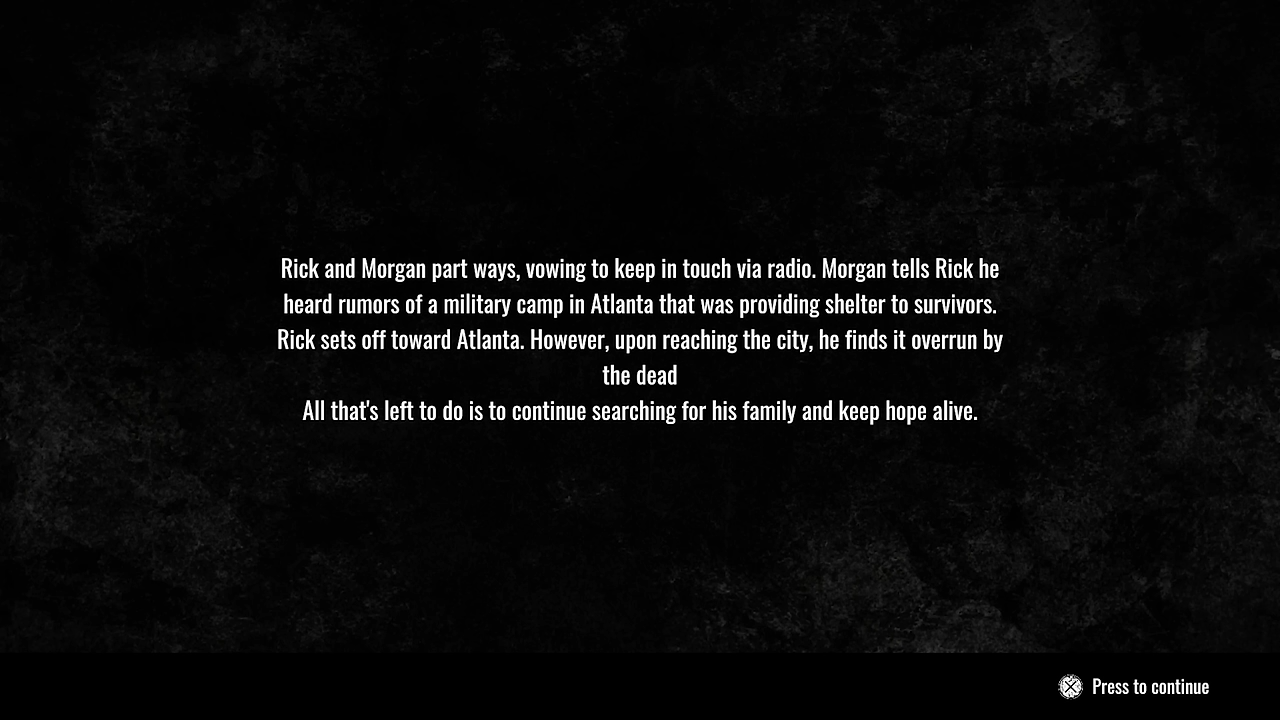 Rick and Morgan part ways, vowing to keep in touch via radio. Morgan tells Rick he
heard rumors of a military camp in Atlanta that was providing shelter to survivors.
Rick sets off toward Atlanta. However, upon reaching the city, he finds it overrun by
the dead
All that's left to do is to continue searching for his family and keep hope alive.
Press to continue